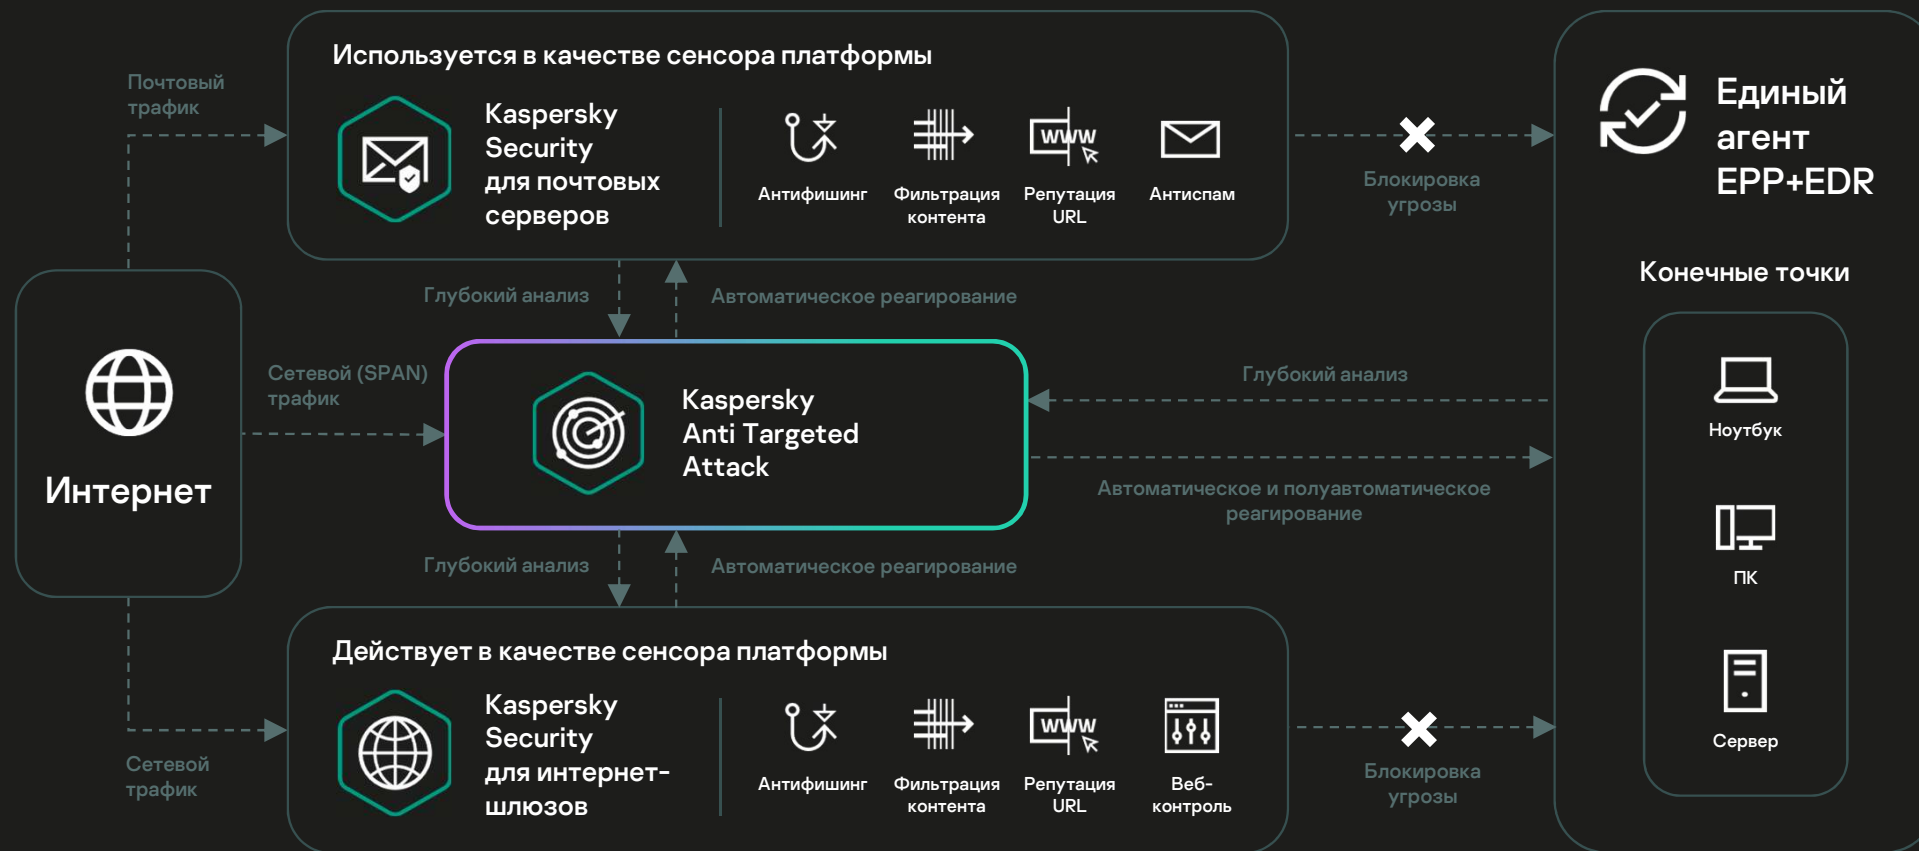 Используется в качестве сенсора платформы
Почтовый
трафик
Kaspersky
Security
для почтовых
серверов
Антифишинг
Фильтрация
контента
WWW
Репутация
URL
Антиспам
Блокировка
угрозы
Единый
агент
EPP+EDR
Конечные точки
Глубокий анализ
Автоматическое реагирование
Интернет
Сетевой (SPAN)
трафик
Kaspersky
Anti Targeted
Attack
Глубокий анализ
Автоматическое и полуавтоматическое
реагирование
Ноутбук
ПК
Сервер
Глубокий анализ
Автоматическое реагирование
Сетевой
трафик
Действует в качестве сенсора платформы
Kaspersky
Security
для интернет-
шлюзов
Антифишинг
Фильтрация
контента
WWW
Репутация
URL
Веб-
контроль
Блокировка
угрозы